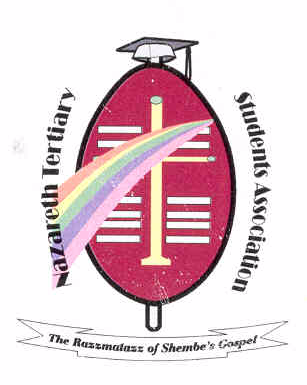 Nazareth Tertiary
Students Association
The Razzmatazz of Shembe's Gospel